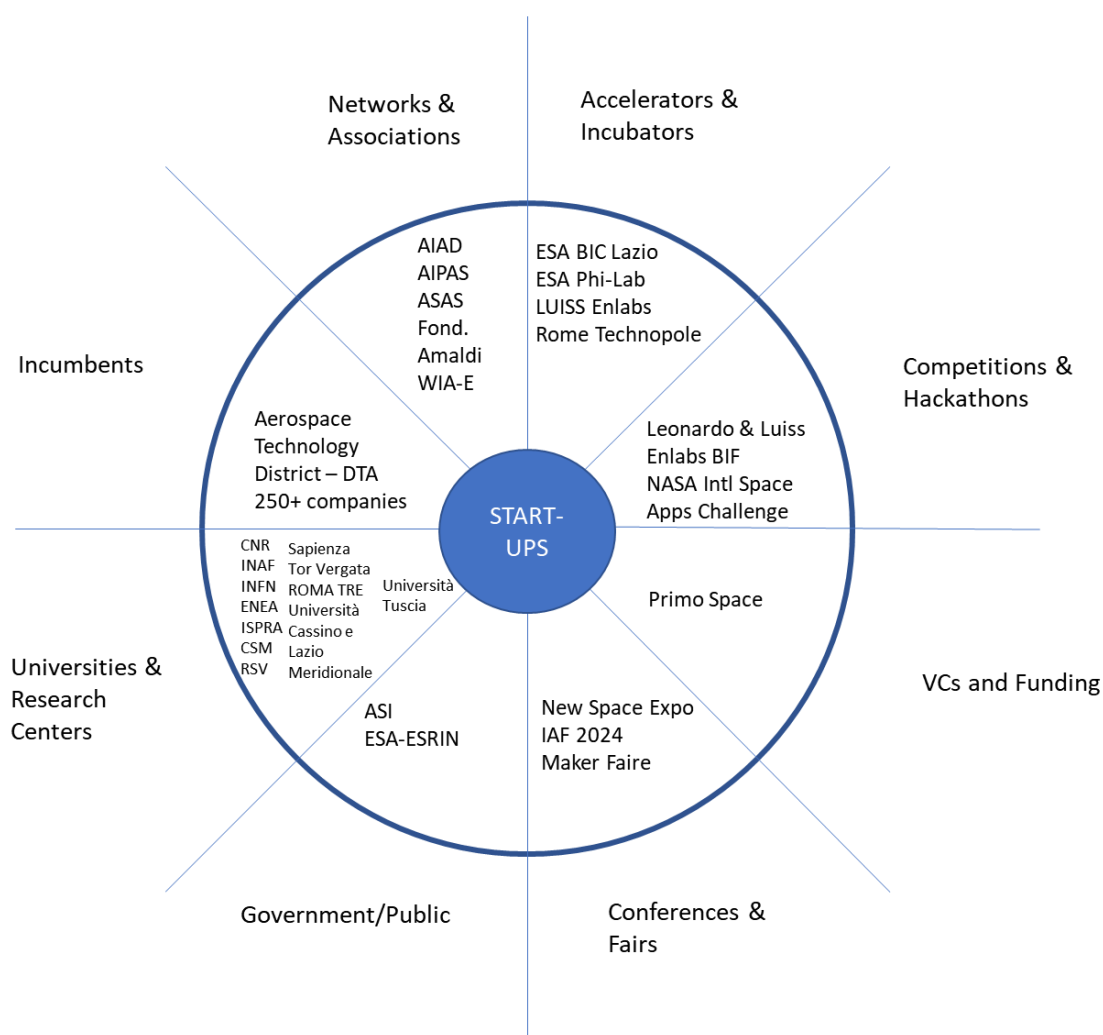 Networks &
Associations
Accelerators &
Incubators
AIAD
AIPAS
ASAS
Fond.
Amaldi
WIA-E
ESA BIC Lazio
ESA Phi-Lab
LUISS Enlabs
Rome Technopole
Incumbents
Competitions &
Hackathons
Aerospace
Technology
District – DTA
250+ companies
Leonardo & Luiss
Enlabs BIF
NASA Intl Space
Apps Challenge
START-
UPS
CNR
INAF
INFN
ENEA
ISPRA
CSM
RSV
Sapienza
Tor Vergata
ROMA TRE
Università
Cassino e
Lazio
Meridionale
Università
Tuscia
Primo Space
Universities &
Research
Centers
VCs and Funding
ASI
ESA-ESRIN
New Space Expo
IAF 2024
Maker Faire
Government/Public
Conferences &
Fairs